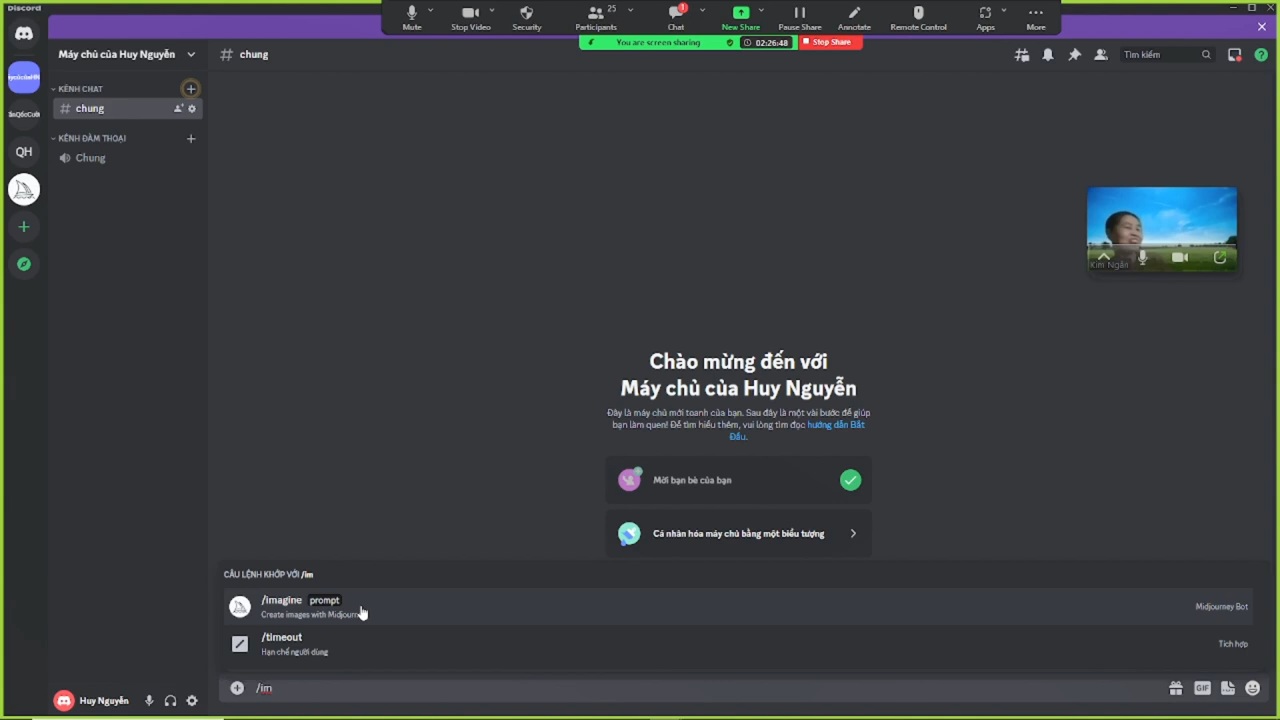 Discord
Mute
Stop Video
Security
Participants
25
Chat
1
New Share
Pause Share
Annotate
Remote Control
Apps
More
You are screen sharing
02:26:48
Stop Share
Máy chủ của Huy Nguyễn
# chung
Tìm kiếm
KÊNH CHAT
# chung
KÊNH ĐÀM THOẠI
Chung
QH
Kim Ngân
Chào mừng đến với
Máy chủ của Huy Nguyễn
Đây là máy chủ mới toanh của bạn. Sau đây là một vài bước để giúp
bạn làm quen! Để tìm hiểu thêm, vui lòng tìm đọc hướng dẫn Bắt
Đầu.
Mời bạn bè của bạn
Cá nhân hóa máy chủ bằng một biểu tượng
CÂU LỆNH KHỚP VỚI /im
/imagine prompt
Create images with Midjourn
Midjourney Bot
/timeout
Hạn chế người dùng
Tích hợp
/im
GIF
Huy Nguyễn